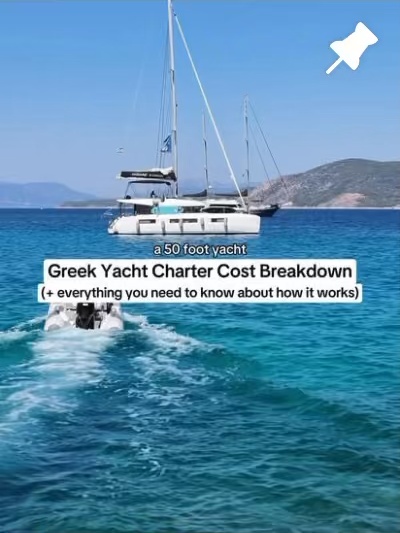 a 50 foot yacht
Greek Yacht Charter Cost Breakdown
(+ everything you need to know about how it works)